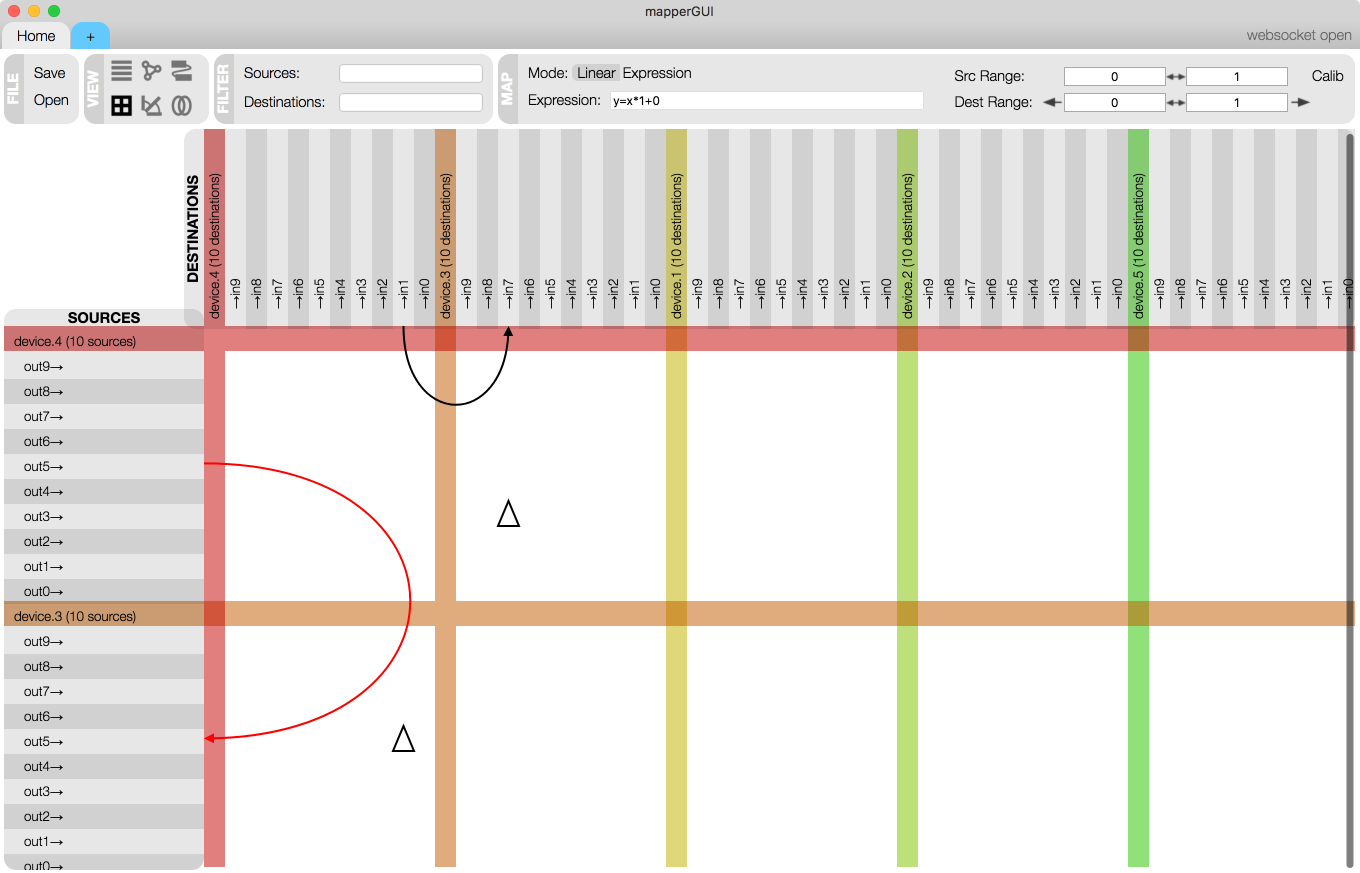 mapperGUI
Home
+
websocket open
FILE
Save
Open
VIEW
FILTER
Sources:
Destinations:
MAP
Mode: Linear Expression
Expression: y=x*1+0
Src Range: 0 1 Calib
Dest Range: 0 1
DESTINATIONS
device.4 (10 destinations)
→in9
→in8
→in7
→in6
→in5
→in4
→in3
→in2
→in1
→in0
device.3 (10 destinations)
→in9
→in8
→in7
→in6
→in5
→in4
→in3
→in2
→in1
→in0
device.1 (10 destinations)
→in9
→in8
→in7
→in6
→in5
→in4
→in3
→in2
→in1
→in0
device.2 (10 destinations)
→in9
→in8
→in7
→in6
→in5
→in4
→in3
→in2
→in1
→in0
device.5 (10 destinations)
→in9
→in8
→in7
→in6
→in5
→in4
→in3
→in2
→in1
→in0
SOURCES
device.4 (10 sources)
out9→
out8→
out7→
out6→
out5→
out4→
out3→
out2→
out1→
out0→
device.3 (10 sources)
out9→
out8→
out7→
out6→
out5→
out4→
out3→
out2→
out1→
out0→